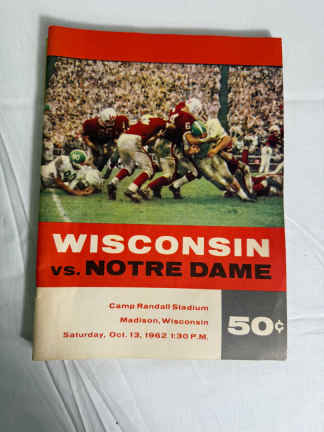 WISCONSIN
vs. NOTRE DAME
Camp Randall Stadium
Madison, Wisconsin
Saturday, Oct. 13, 1962 1:30 P.M.
50¢